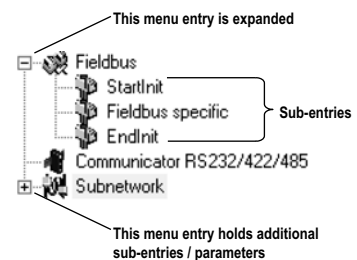 This menu entry is expanded
Fieldbus
StartInit
Fieldbus specific
EndInit
Sub-entries
Communicator RS232/422/485
Subnetwork
This menu entry holds additional
sub-entries / parameters